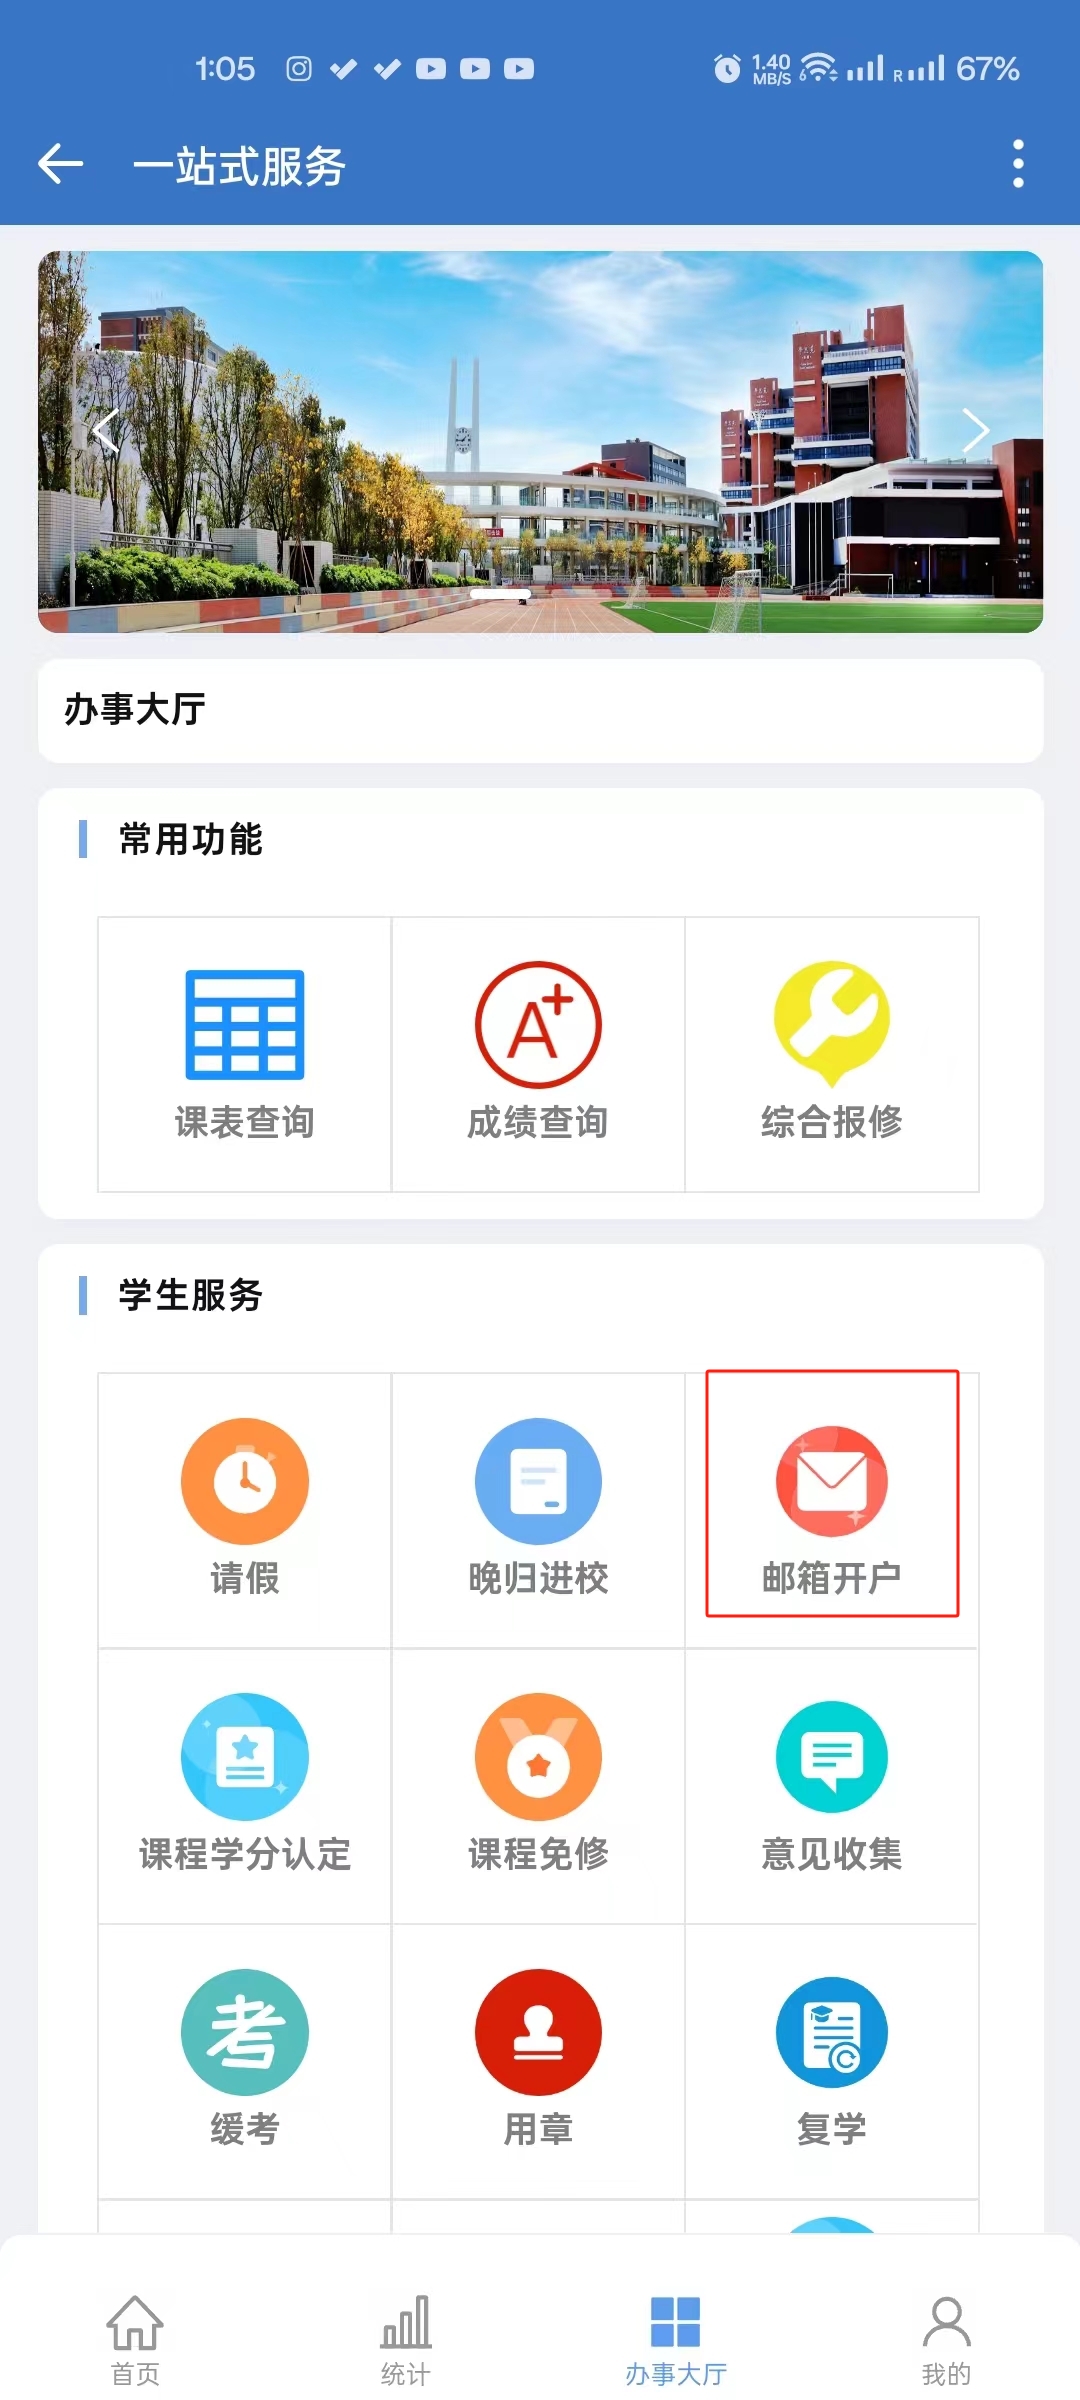 1:05
1.40
MB/S
6
R
67%
一站式服务
办事大厅
常用功能
课表查询
A+
成绩查询
综合报修
学生服务
请假
晚归进校
邮箱开户
课程学分认定
课程免修
意见收集
考
缓考
用章
复学
首页
统计
办事大厅
我的